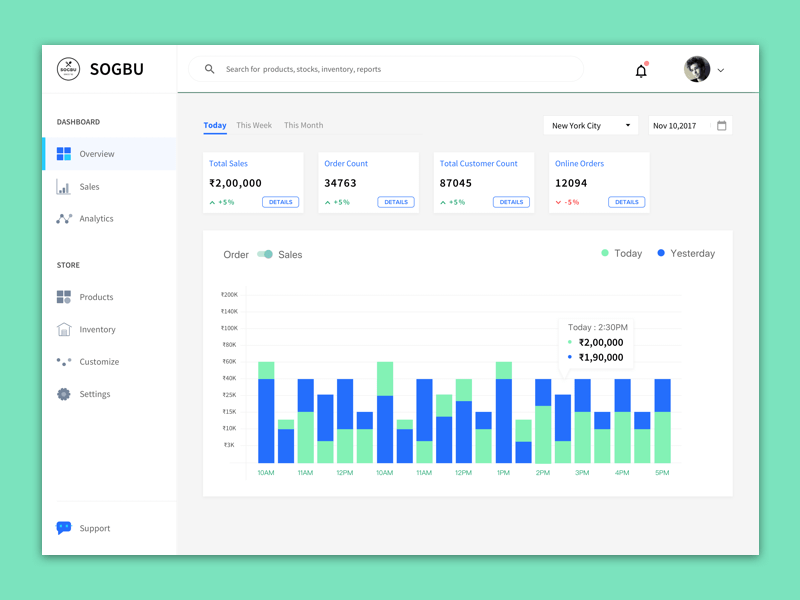 SOGBU
SOGBU
Search for products, stocks, inventory, reports
DASHBOARD
Overview
Sales
Analytics
STORE
Products
Inventory
Customize
Settings
Support
Today This Week This Month
New York City
Nov 10,2017
Total Sales
₹2,00,000
+5%
DETAILS
Order Count
34763
+5%
DETAILS
Total Customer Count
87045
+5%
DETAILS
Online Orders
12094
-5%
DETAILS
Order Sales
Today Yesterday
₹200K
₹140K
₹100K
₹80K
₹60K
₹40K
₹25K
₹15K
₹10K
₹3K
Today : 2:30PM
₹2,00,000
₹1,90,000
10AM 11AM 12PM 10AM 11AM 12PM 1PM 2PM 3PM 4PM 5PM